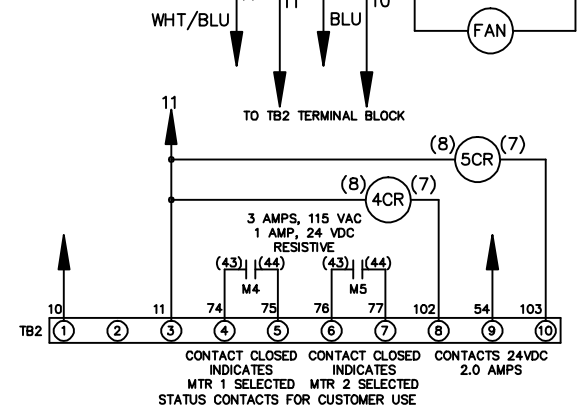 11
10
WHT/BLU
BLU
FAN
TO TB2 TERMINAL BLOCK
11
(8) 5CR (7)
(8) 4CR (7)
3 AMPS, 115 VAC
1 AMP, 24 VDC
RESISTIVE
(43) (44) (43) (44)
M4 M5
10 11 74 75 76 77 102 54 103
TB2 1 2 3 4 5 6 7 8 9 10
CONTACT CLOSED CONTACT CLOSED CONTACTS 24VDC
INDICATES INDICATES 2.0 AMPS
MTR 1 SELECTED MTR 2 SELECTED
STATUS CONTACTS FOR CUSTOMER USE